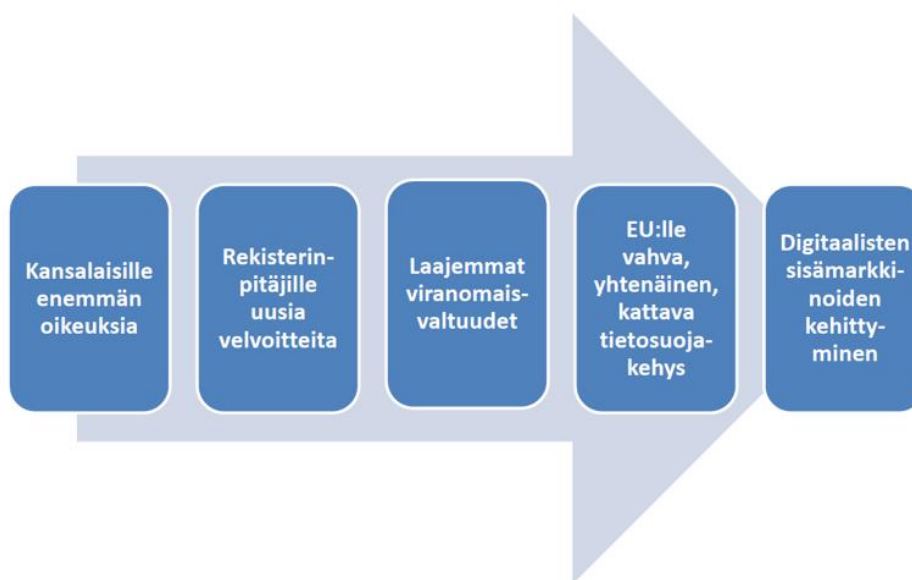 Kansalaisille
enemmän
oikeuksia
Rekisterin-
pitäjille
uusia
velvoitteita
Laajemmat
viranomais-
valtuudet
EU:lle
vahva,
yhtenäinen,
kattava
tietosuoja-
kehys
Digitaalisten
sisämarkki-
noiden
kehitty-
minen